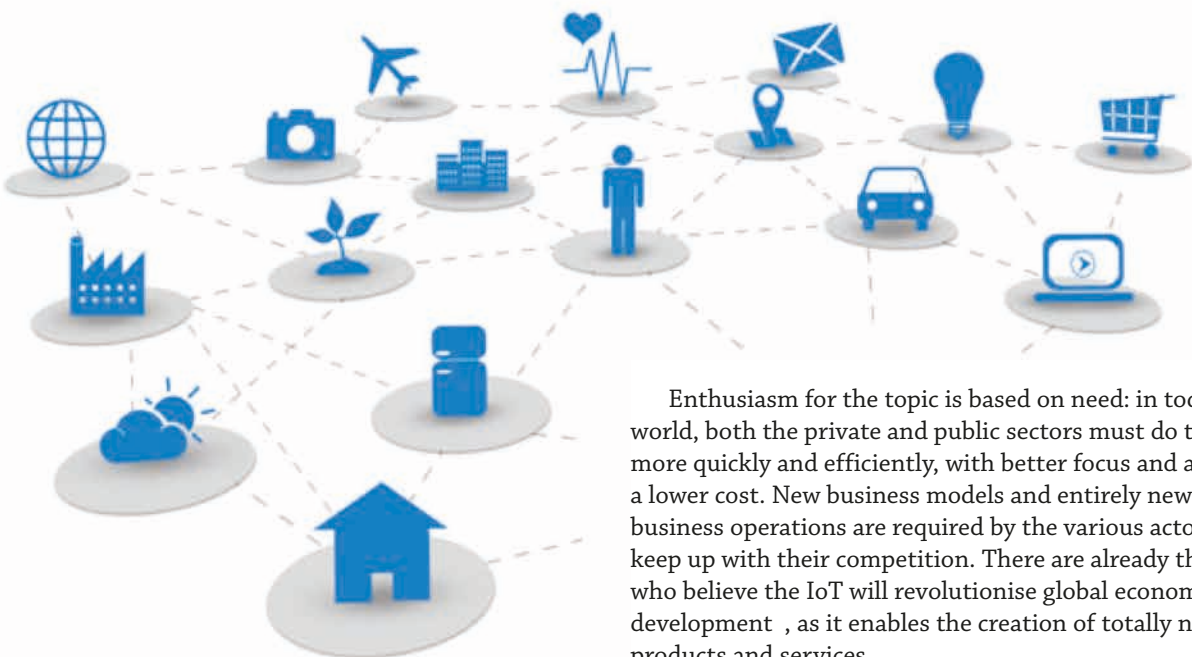 Enthusiasm for the topic is based on need: in
world, both the private and public sectors must do
more quickly and efficiently, with better focus and
a lower cost. New business models and entirely new
business operations are required by the various
keep up with their competition. There are already
who believe the IoT will revolutionise global
development , as it enables the creation of totally
products and services.